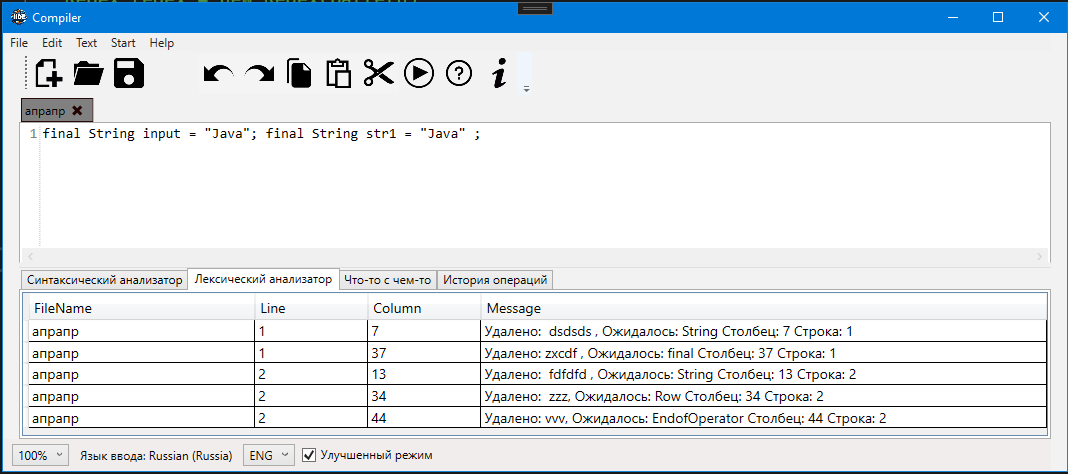 Compiler
File Edit Text Start Help
апрапр
1 final String input = "Java"; final String str1 = "Java" ;
Синтаксический анализатор Лексический анализатор Что-то с чем-то История операций
FileName Line Column Message
апрапр 1 7 Удалено: dsdsds , Ожидалось: String Столбец: 7 Строка: 1
апрапр 1 37 Удалено: zxcdf , Ожидалось: final Столбец: 37 Строка: 1
апрапр 2 13 Удалено: fdfdfd , Ожидалось: String Столбец: 13 Строка: 2
апрапр 2 34 Удалено: zzz, Ожидалось: Row Столбец: 34 Строка: 2
апрапр 2 44 Удалено: vvv, Ожидалось: EndofOperator Столбец: 44 Строка: 2
100% Язык ввода: Russian (Russia) ENG Улучшенный режим